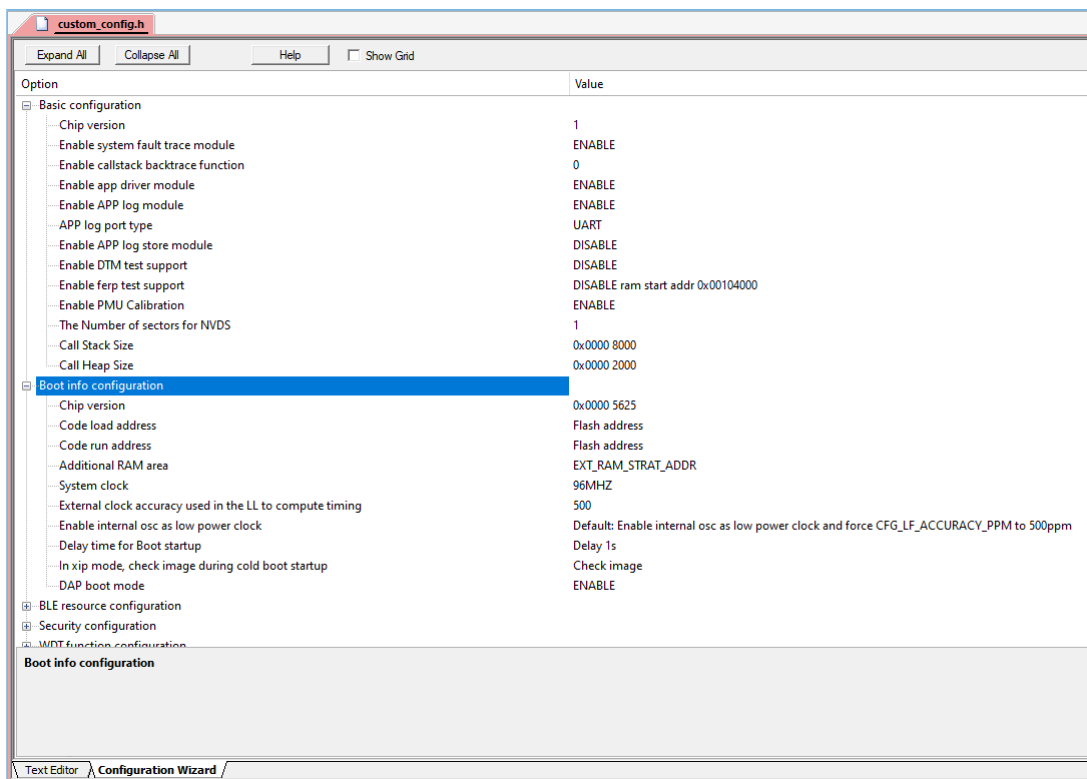 custom_config.h
Expand All Collapse All Help Show Grid
Option Value
Basic configuration
Chip version 1
Enable system fault trace module ENABLE
Enable callstack backtrace function 0
Enable app driver module ENABLE
Enable APP log module ENABLE
APP log port type UART
Enable APP log store module DISABLE
Enable DTM test support DISABLE
Enable ferp test support DISABLE ram start addr 0x00104000
Enable PMU Calibration ENABLE
The Number of sectors for NVDS 1
Call Stack Size 0x0000 8000
Call Heap Size 0x0000 2000
Boot info configuration
Chip version 0x0000 5625
Code load address Flash address
Code run address Flash address
Additional RAM area EXT_RAM_STRAT_ADDR
System clock 96MHZ
External clock accuracy used in the LL to compute timing 500
Enable internal osc as low power clock Default: Enable internal osc as low power clock and force CFG_LF_ACCURACY_PPM to 500ppm
Delay time for Boot startup Delay 1s
In xip mode, check image during cold boot startup Check image
DAP boot mode ENABLE
BLE resource configuration
Security configuration
WDT function configuration
Boot info configuration
Text Editor Configuration Wizard